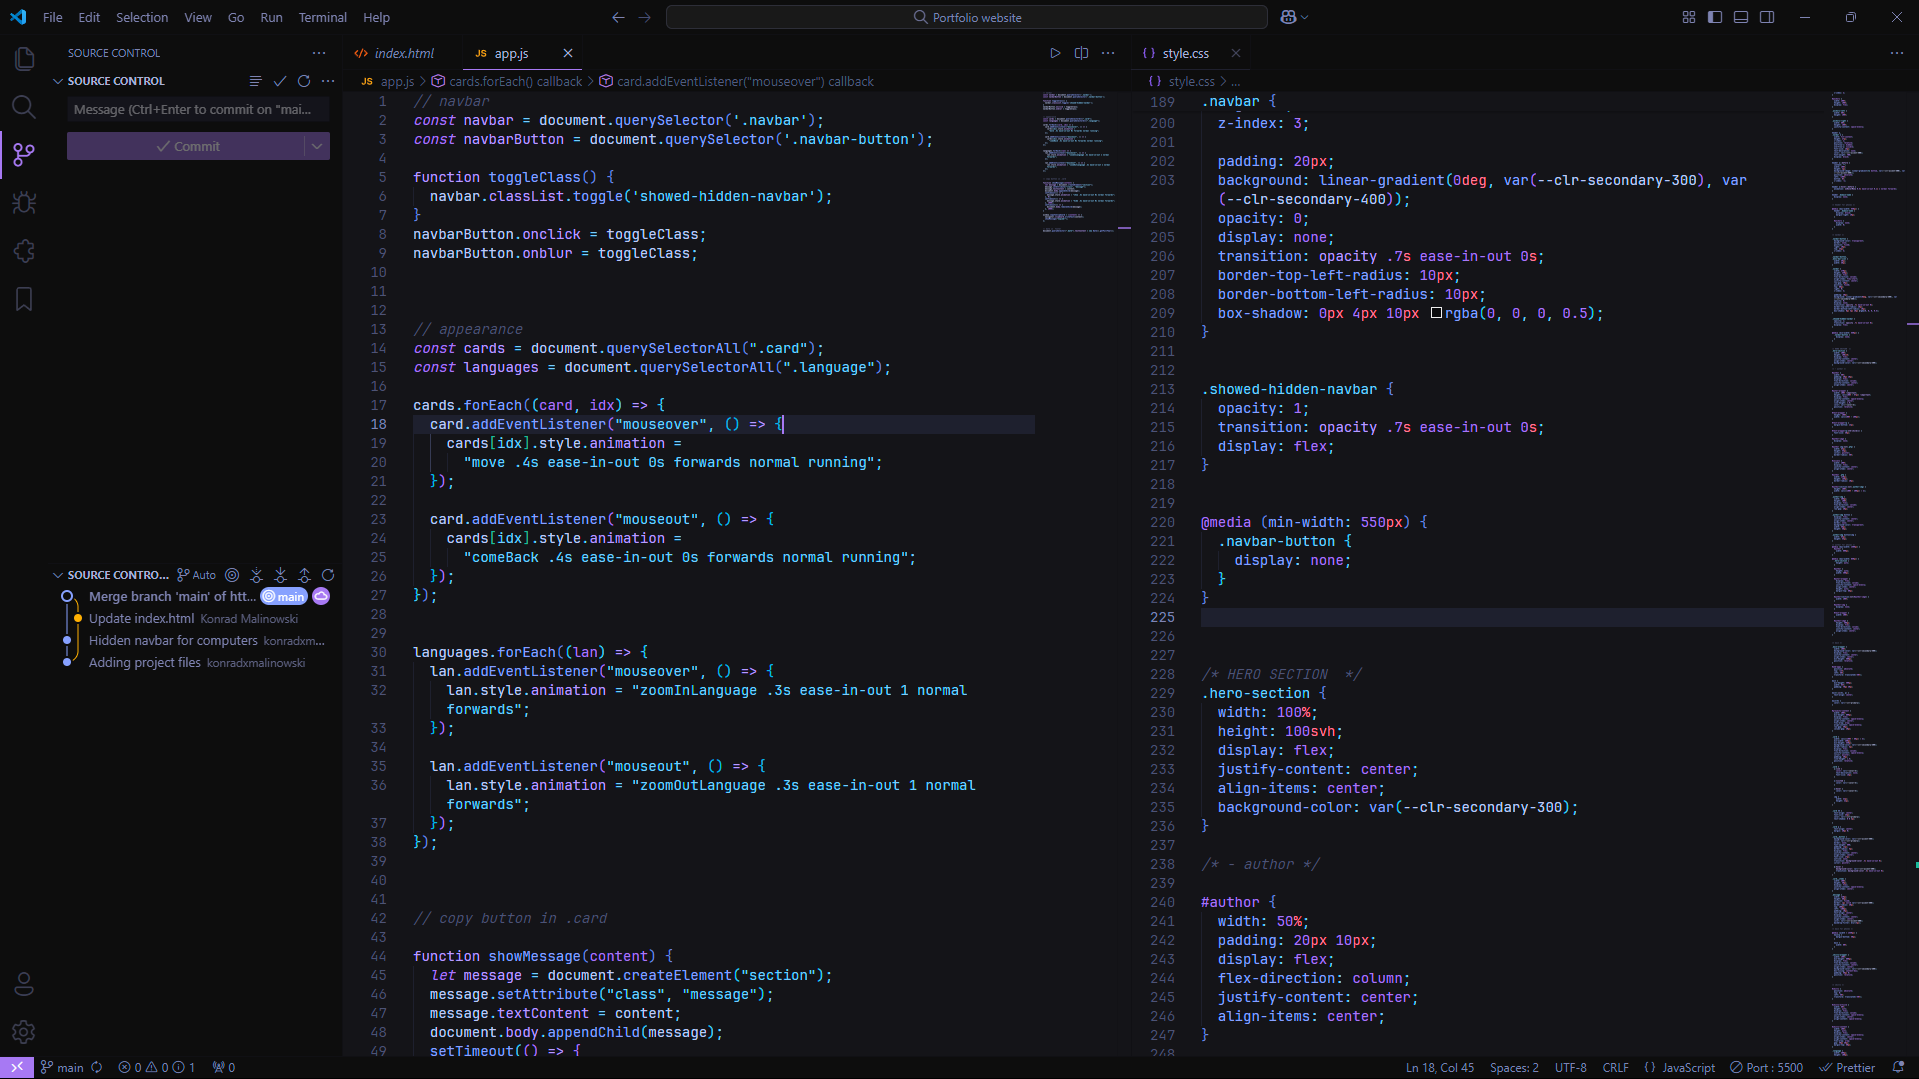 File Edit Selection View Go Run Terminal Help
Portfolio website
SOURCE CONTROL
SOURCE CONTROL
Message (Ctrl+Enter to commit on "mai...
Commit
SOURCE CONTRO... Auto
Merge branch 'main' of htt... main
Update index.html Konrad Malinowski
Hidden navbar for computers konradxm...
Adding project files konradxmalinowski
index.html
JS app.js
JS app.js > cards.forEach() callback > card.addEventListener("mouseover") callback
1 // navbar
2 const navbar = document.querySelector('.navbar');
3 const navbarButton = document.querySelector('.navbar-button');
4
5 function toggleClass() {
6 navbar.classList.toggle('showed-hidden-navbar');
7 }
8 navbarButton.onclick = toggleClass;
9 navbarButton.onblur = toggleClass;
10
11
12
13 // appearance
14 const cards = document.querySelectorAll(".card");
15 const languages = document.querySelectorAll(".language");
16
17 cards.forEach((card, idx) => {
18 card.addEventListener("mouseover", () => {
19 cards[idx].style.animation =
20 "move .4s ease-in-out 0s forwards normal running";
21 });
22
23 card.addEventListener("mouseout", () => {
24 cards[idx].style.animation =
25 "comeBack .4s ease-in-out 0s forwards normal running";
26 });
27 });
28
29
30 languages.forEach((lan) => {
31 lan.addEventListener("mouseover", () => {
32 lan.style.animation = "zoomInLanguage .3s ease-in-out 1 normal
forwards";
33 });
34
35 lan.addEventListener("mouseout", () => {
36 lan.style.animation = "zoomOutLanguage .3s ease-in-out 1 normal
forwards";
37 });
38 });
39
40
41
42 // copy button in .card
43
44 function showMessage(content) {
45 let message = document.createElement("section");
46 message.setAttribute("class", "message");
47 message.textContent = content;
48 document.body.appendChild(message);
49 setTimeout(() => {
{ } style.css
{ } style.css > ...
189 .navbar {
200 z-index: 3;
201
202 padding: 20px;
203 background: linear-gradient(0deg, var(--clr-secondary-300), var
(--clr-secondary-400));
204 opacity: 0;
205 display: none;
206 transition: opacity .7s ease-in-out 0s;
207 border-top-left-radius: 10px;
208 border-bottom-left-radius: 10px;
209 box-shadow: 0px 4px 10px rgba(0, 0, 0, 0.5);
210 }
211
212
213 .showed-hidden-navbar {
214 opacity: 1;
215 transition: opacity .7s ease-in-out 0s;
216 display: flex;
217 }
218
219
220 @media (min-width: 550px) {
221 .navbar-button {
222 display: none;
223 }
224 }
225
226
227
228 /* HERO SECTION */
229 .hero-section {
230 width: 100%;
231 height: 100svh;
232 display: flex;
233 justify-content: center;
234 align-items: center;
235 background-color: var(--clr-secondary-300);
236 }
237
238 /* - author */
239
240 #author {
241 width: 50%;
242 padding: 20px 10px;
243 display: flex;
244 flex-direction: column;
245 justify-content: center;
246 align-items: center;
247 }
248
main 0 0 1 0
Ln 18, Col 45 Spaces: 2 UTF-8 CRLF { } JavaScript Port : 5500 Prettier